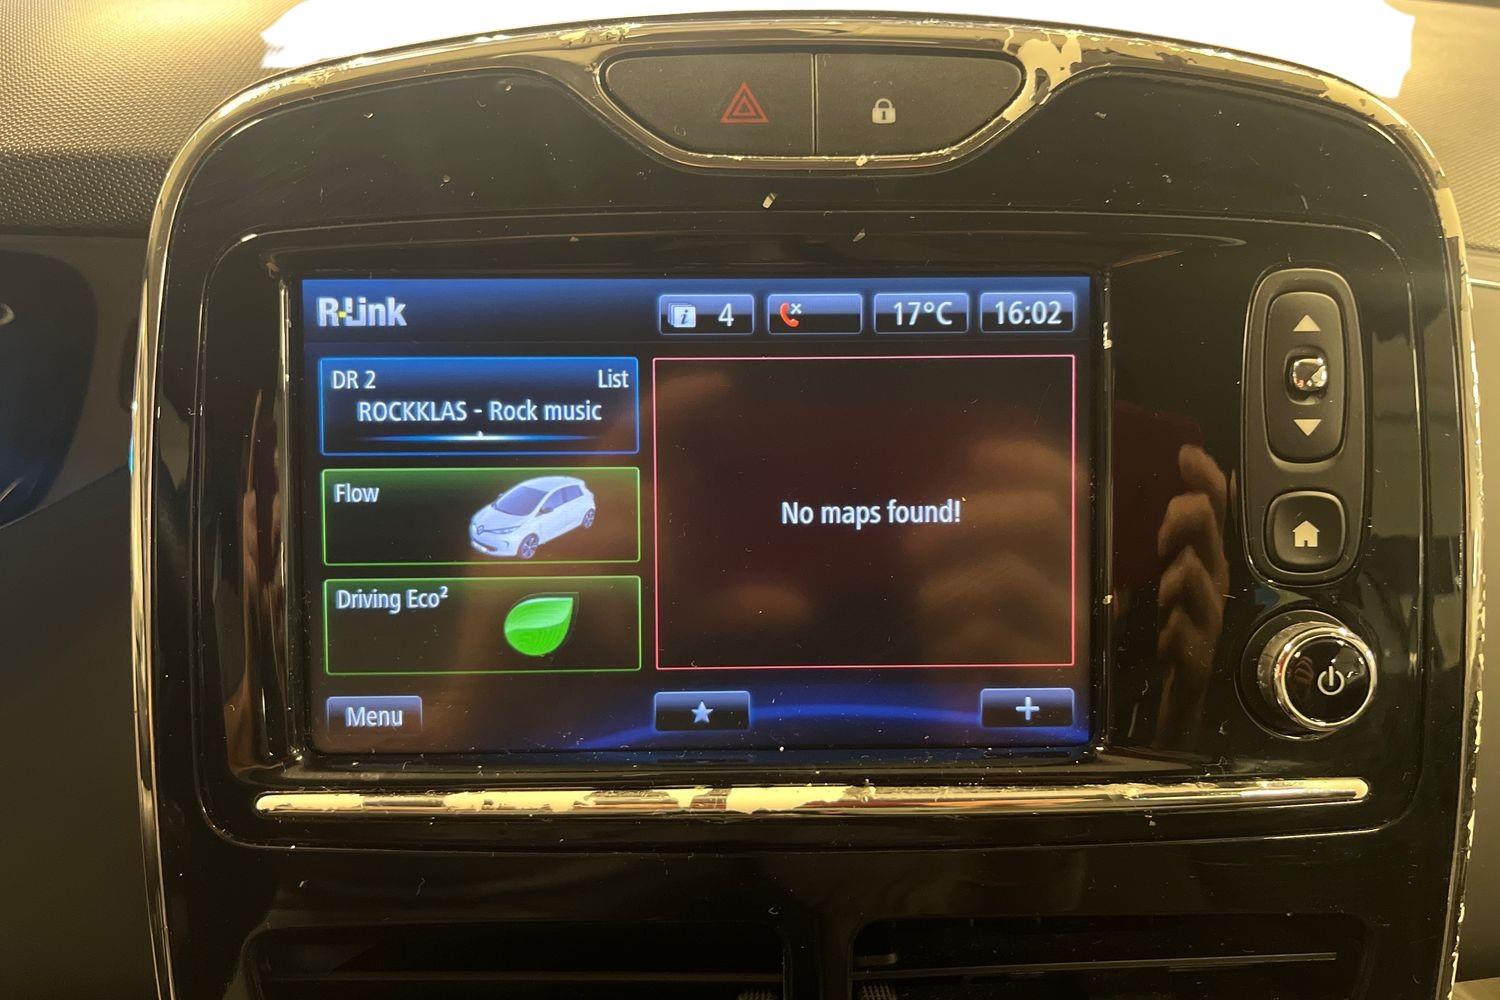 R-Link
4
17°C
16:02
DR 2
List
ROCKKLAS - Rock music
Flow
Driving Eco²
No maps found!
Menu